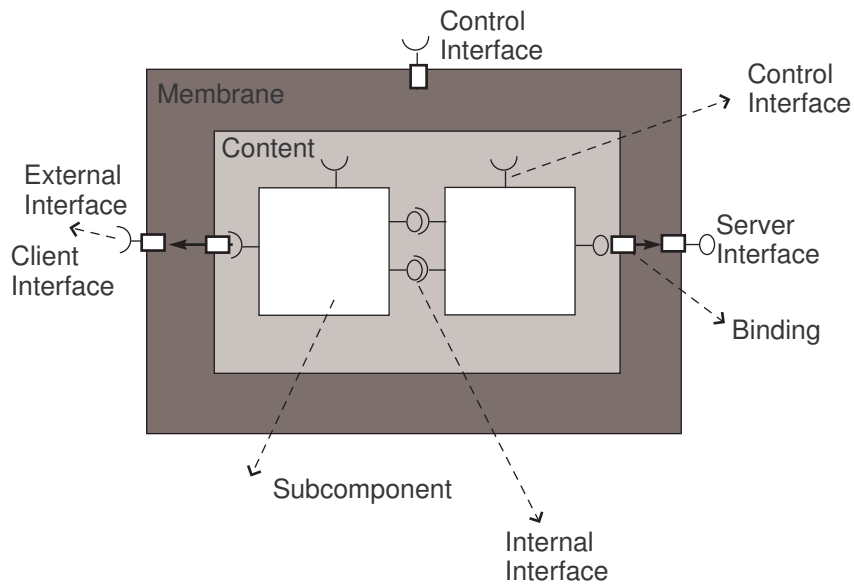 Control
Interface
Control
Interface
Membrane
Content
External
Interface
Client
Interface
Server
Interface
Binding
Subcomponent
Internal
Interface